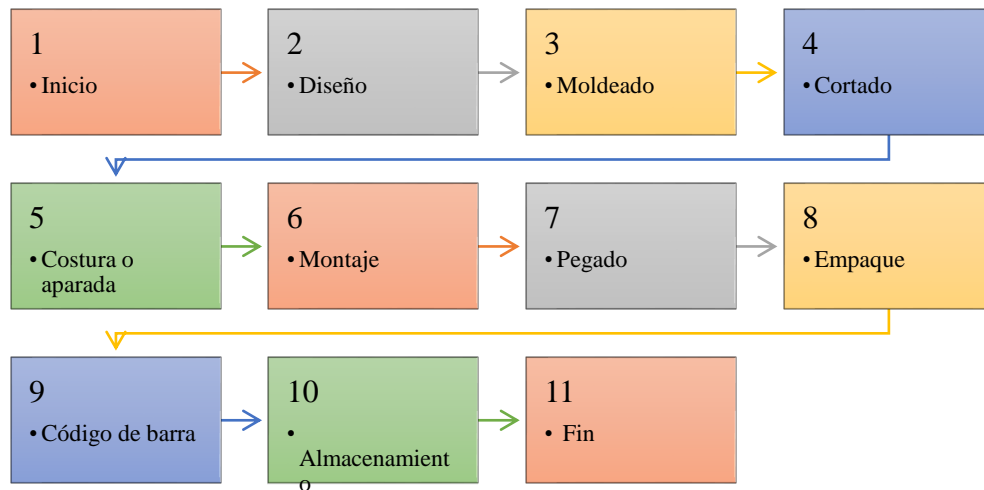 1
• Inicio
2
• Diseño
3
• Moldeado
4
• Cortado
5
• Costura o
aparada
6
• Montaje
7
• Pegado
8
• Empaque
9
• Código de barra
10
•
Almacenamient
o
11
• Fin